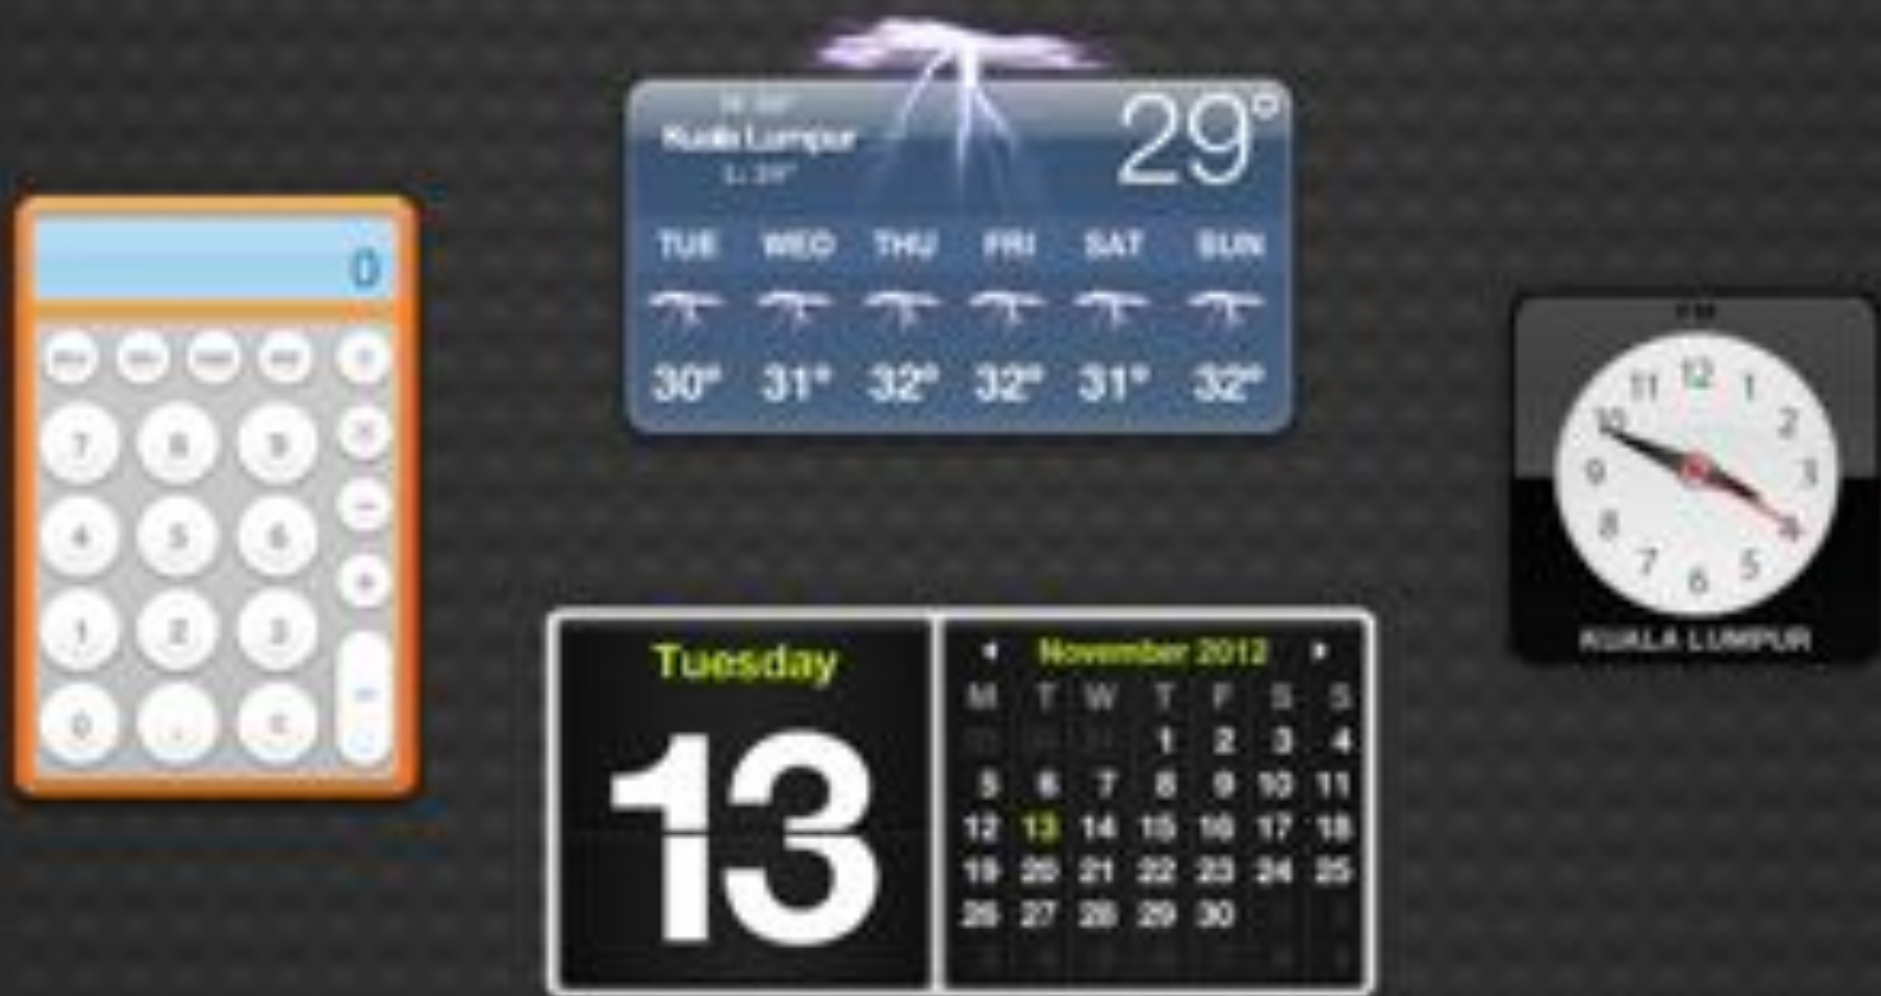 0
7 8 9
4 5 6
1 2 3
0 . c
+
Kuala Lumpur
29°
TUE WED THU FRI SAT SUN
30° 31° 32° 32° 31° 32°
Tuesday
13
November 2012
M T W T F S S
1 2 3 4
5 6 7 8 9 10 11
12 13 14 15 16 17 18
19 20 21 22 23 24 25
26 27 28 29 30
PM
12 1 2 3 4 5 6 7 8 9 10 11
KUALA LUMPUR